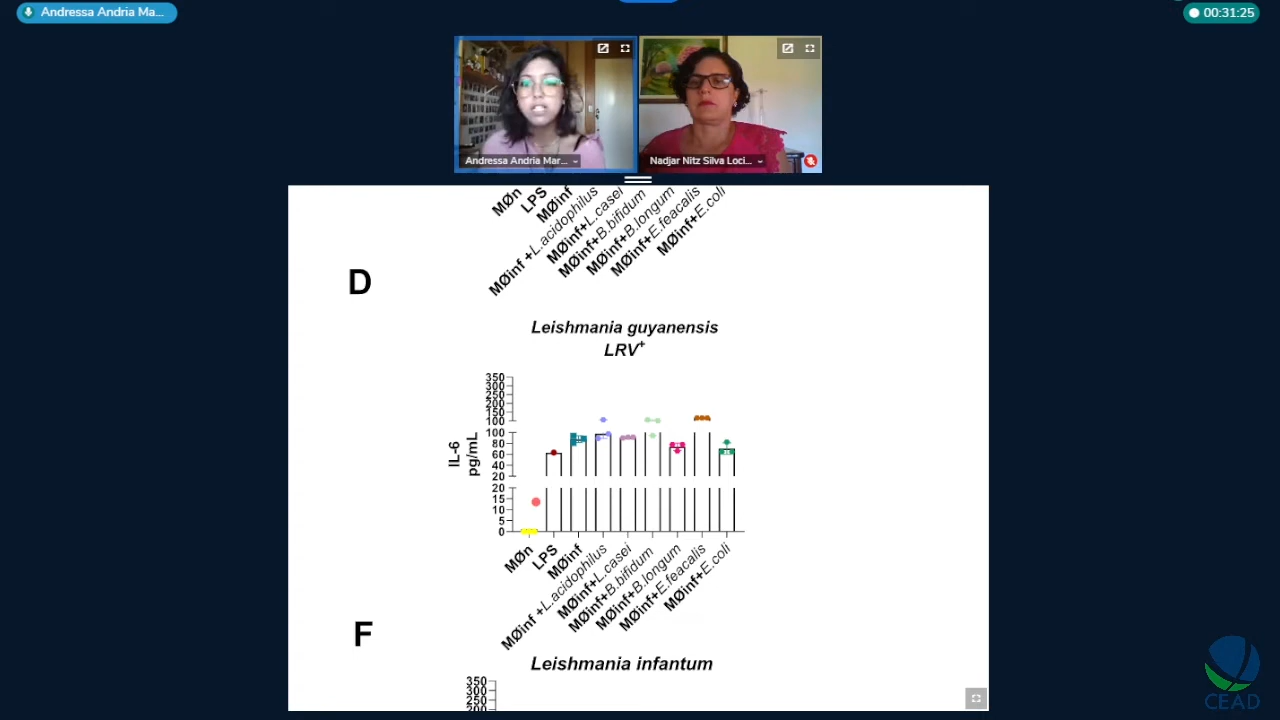 Andressa Andria Ma...
00:31:25
Andressa Andria Mar...
Nadjar Nitz Silva Loci...
MØn
LPS
MØinf
MØinf +L.acidophilus
MØinf+L.casei
MØinf+B.bifidum
MØinf+B.longum
MØinf+E.feacalis
MØinf+E.coli
D
Leishmania guyanensis
LRV+
IL-6
pg/mL
350
300
250
200
150
100
100
80
60
40
20
20
15
10
5
0
MØn
LPS
MØinf
MØinf +L.acidophilus
MØinf+L.casei
MØinf+B.bifidum
MØinf+B.longum
MØinf+E.feacalis
MØinf+E.coli
F
Leishmania infantum
350
300
250
200
CEAD